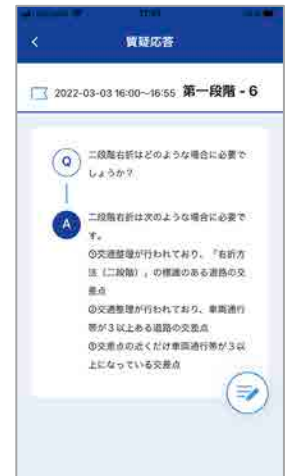 質疑応答
2022-03-03 16:00~16:55 第一段階 - 6
Q
二段階右折はどのような場合に必要で
しょうか?
A
二段階右折は次のような場合に必要で
す。
①交通整理が行われており、「右折方
法(二段階)」の標識のある道路の交
差点
②交通整理が行われており、車両通行
帯が3以上ある道路の交差点
③交差点の近くだけ車両通行帯が3以
上になっている交差点